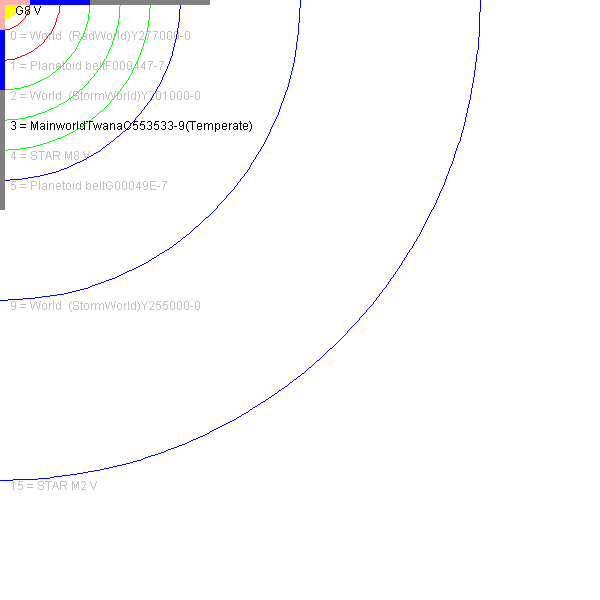 G8 V
0 = World  (RadWorld)Y277000-0
1 = Planetoid beltF000447-7
2 = World  (StormWorld)Y201000-0
3 = MainworldTwanaC553533-9(Temperate)
4 = STAR M8 V
5 = Planetoid beltG00049E-7
9 = World  (StormWorld)Y255000-0
15 = STAR M2 V